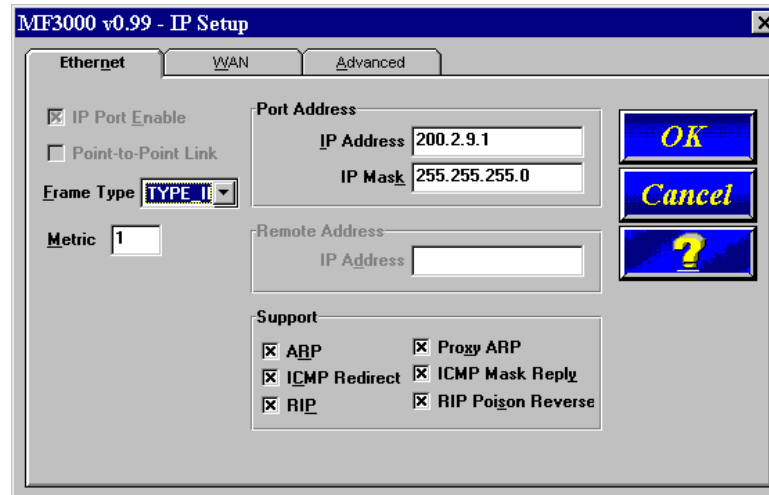 MF3000 v0.99 - IP Setup
Ethernet
WAN
Advanced
IP Port Enable
Point-to-Point Link
Frame Type TYPE_II
Metric 1
Port Address
IP Address 200.2.9.1
IP Mask 255.255.255.0
Remote Address
IP Address
Support
ARP
Proxy ARP
ICMP Redirect
ICMP Mask Reply
RIP
RIP Poison Reverse
OK
Cancel
?